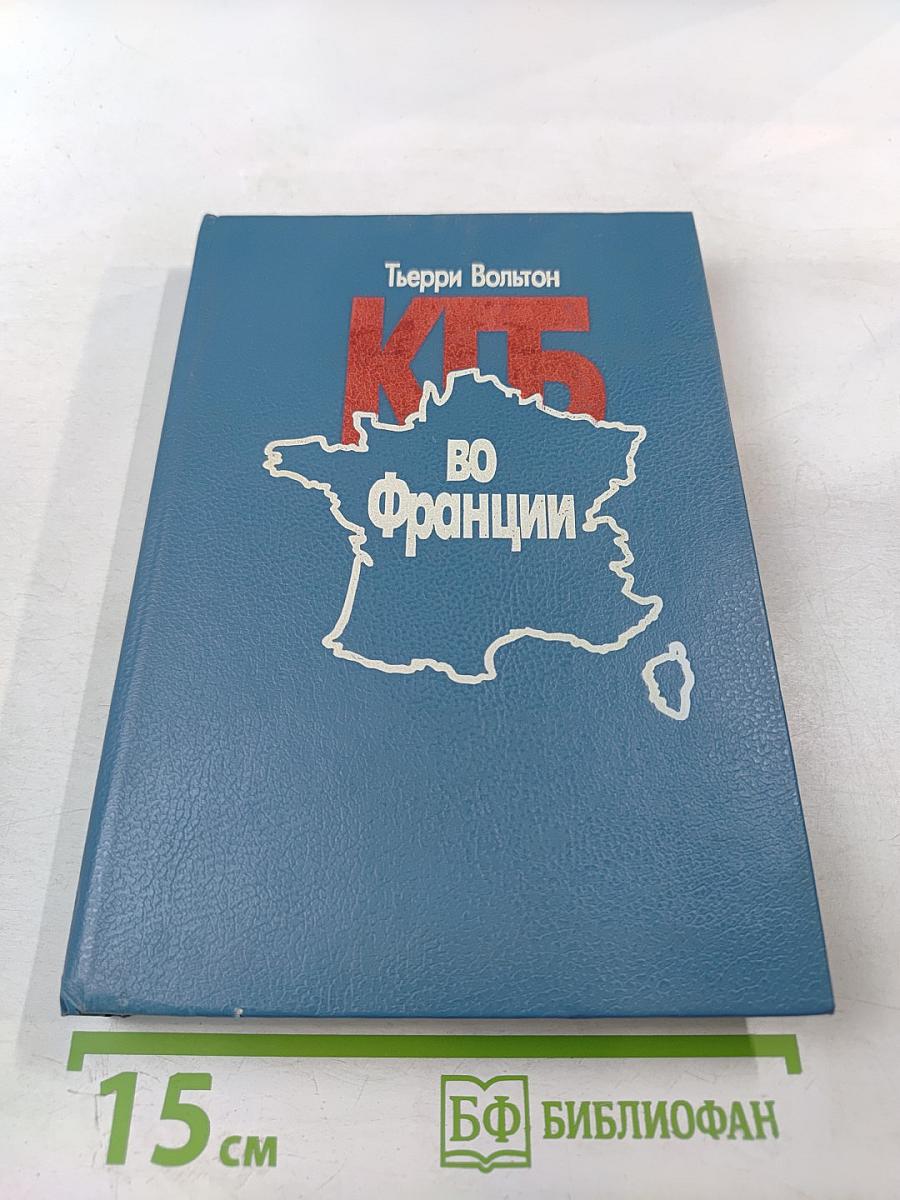 Тьерри Вольтон
КГБ
во
Франции
15 см
БФ БИБЛИОФАН